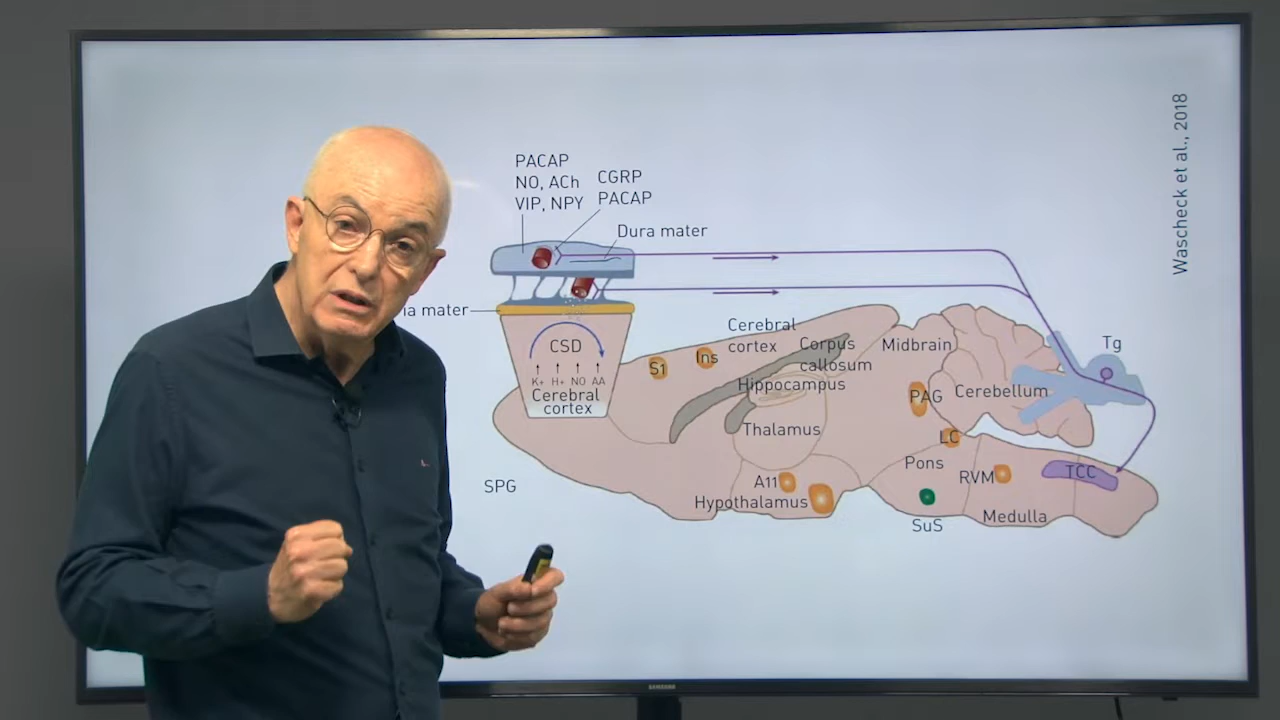 PACAP
NO, ACh
VIP, NPY
CGRP
PACAP
Dura mater
ia mater
CSD
K+ H+ NO AA
Cerebral
cortex
S1
Ins
Cerebral
cortex
Corpus
callosum
Hippocampus
Thalamus
Midbrain
PAG
Cerebellum
Tg
LC
Pons
RVM
TCC
A11
Hypothalamus
SuS
Medulla
SPG
Wascheck et al., 2018
SAMSUNG